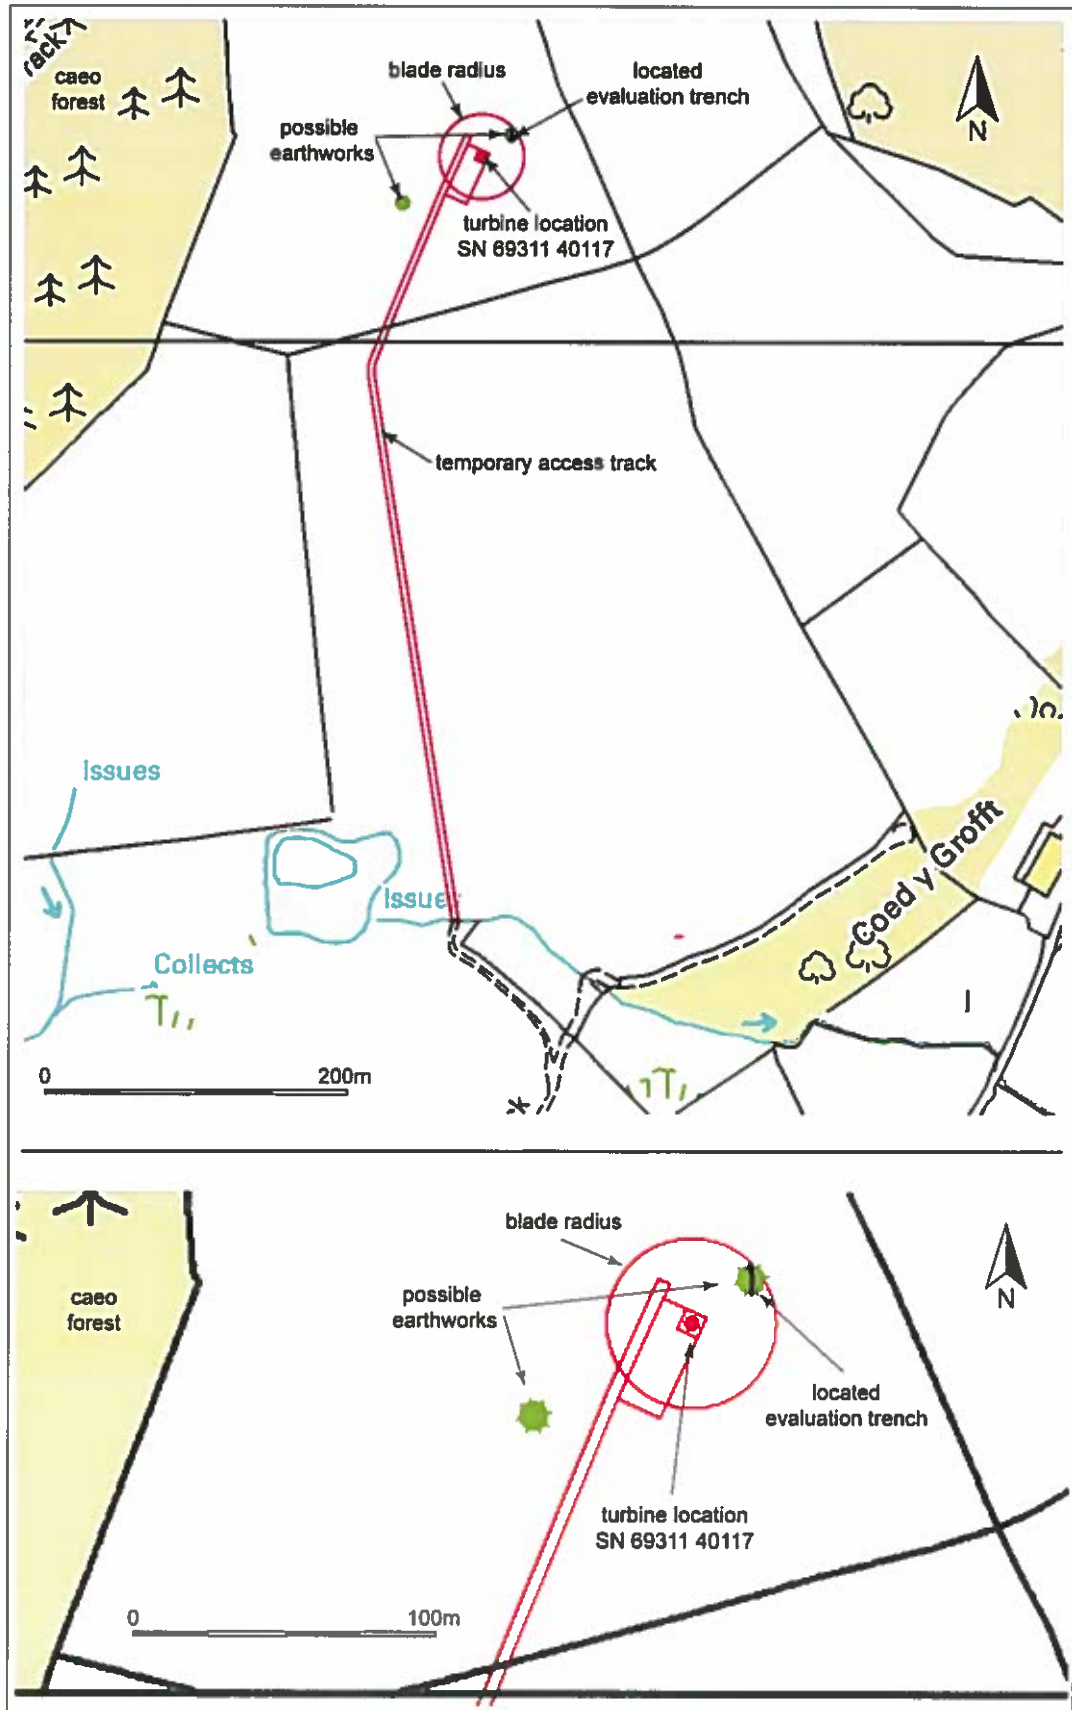 rack
caeo
forest
blade radius
located
evaluation trench
possible
earthworks
N
turbine location
SN 69311 40117
temporary access track
Issues
Issue
Collects
Coed y Grofft
0
200m
blade radius
caeo
forest
possible
earthworks
N
located
evaluation trench
turbine location
SN 69311 40117
0
100m